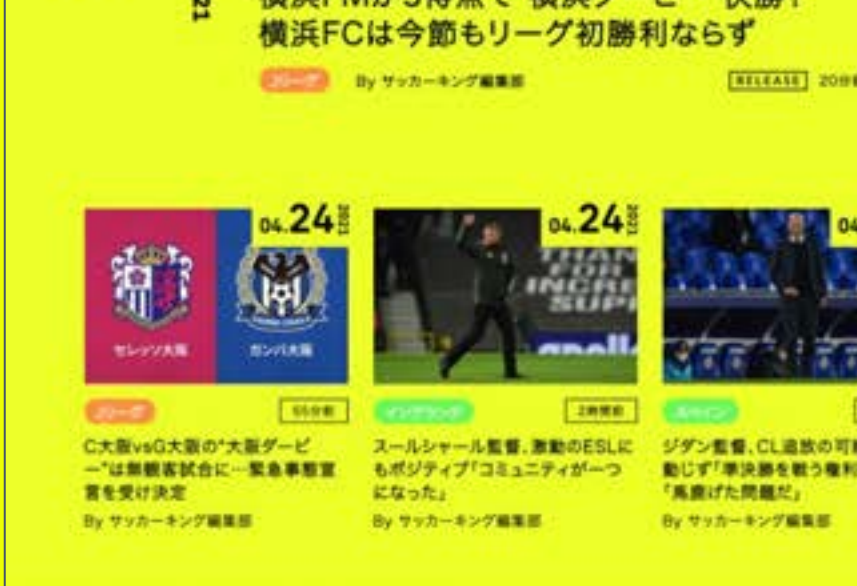 横浜FCは今節もリーグ初勝利ならず
Jリーグ
By サッカーキング編集部
RELEASE 20分
04.24 2021
04.24 2021
04
THAN
FOR
INCRE
SUP
セレッソ大阪
ガンバ大阪
apoll
Jリーグ
55分前
イングランド
2時間前
スペイン
C大阪vsG大阪の"大阪ダービ
ー"は無観客試合に…緊急事態宣
言を受け決定
By サッカーキング編集部
スールシャール監督、激動のESLに
もポジティブ「コミュニティが一つ
になった」
By サッカーキング編集部
ジダン監督、CL追放の可
動じず「準決勝を戦う権利
「馬鹿げた問題だ」
By サッカーキング編集部